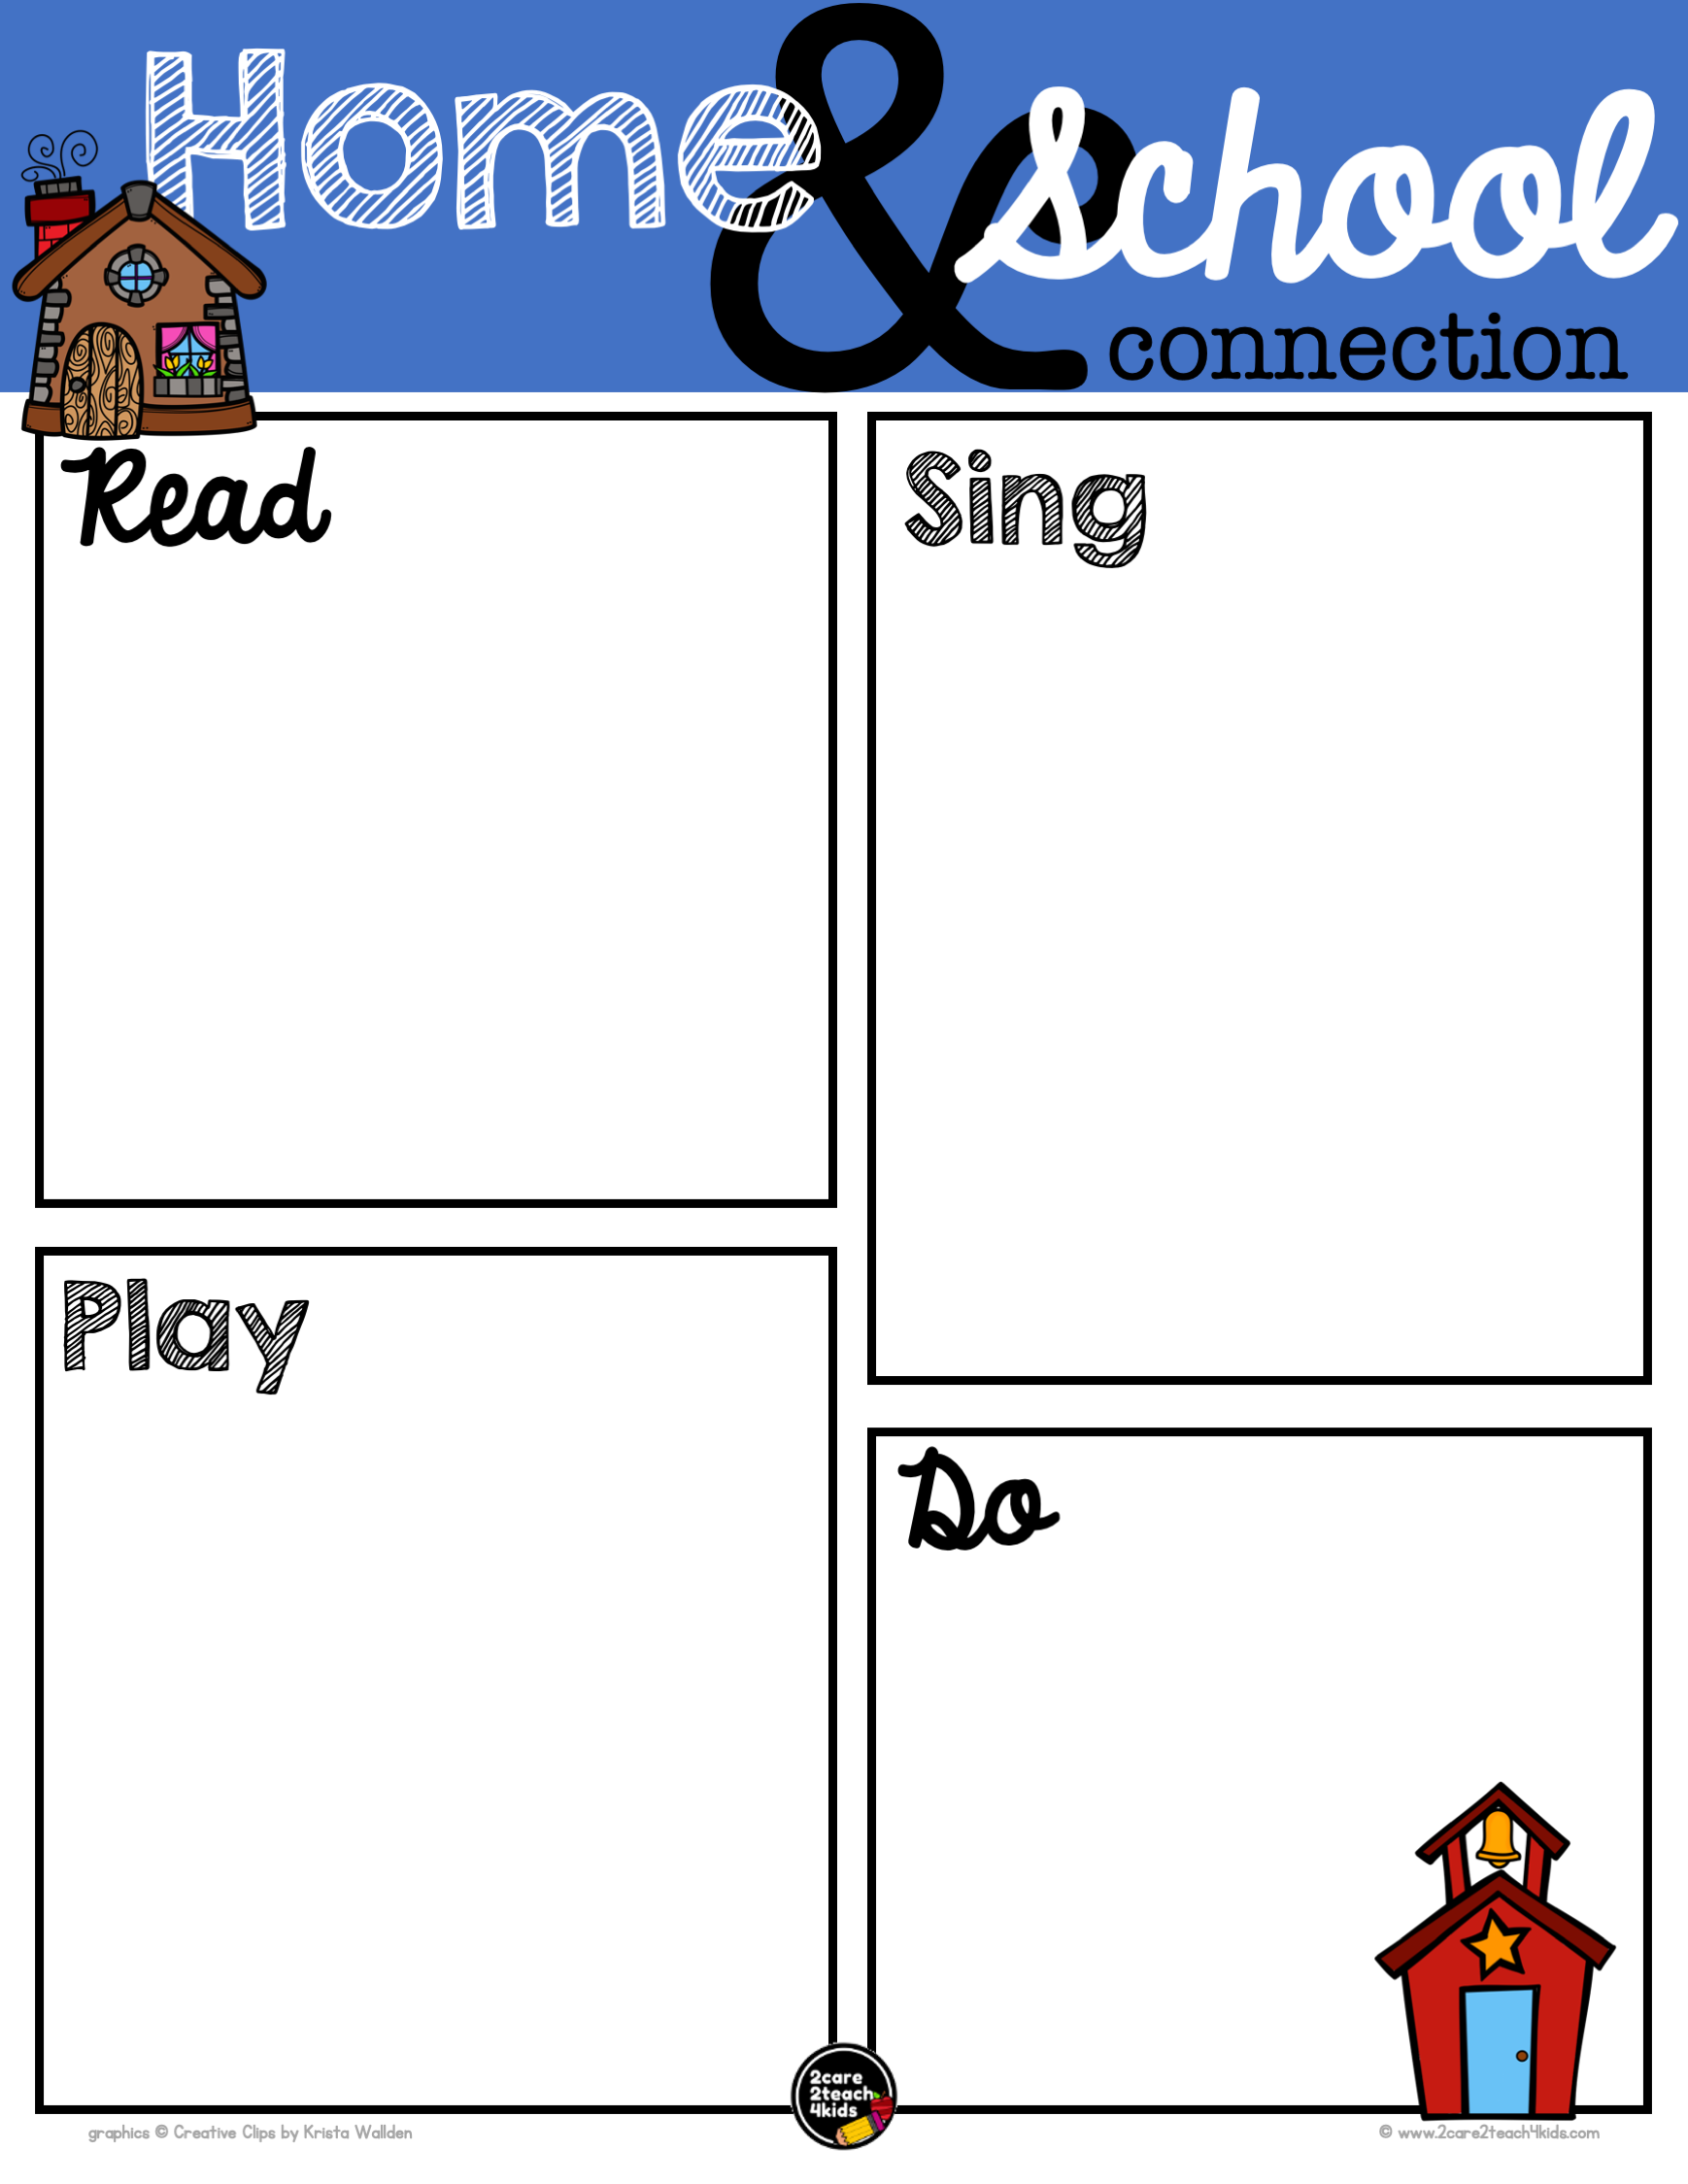 Home & School
connection
Read
Sing
Play
Do
2care
2teach
4kids
graphics © Creative Clips by Krista Wallden
© www.2care2teach4kids.com